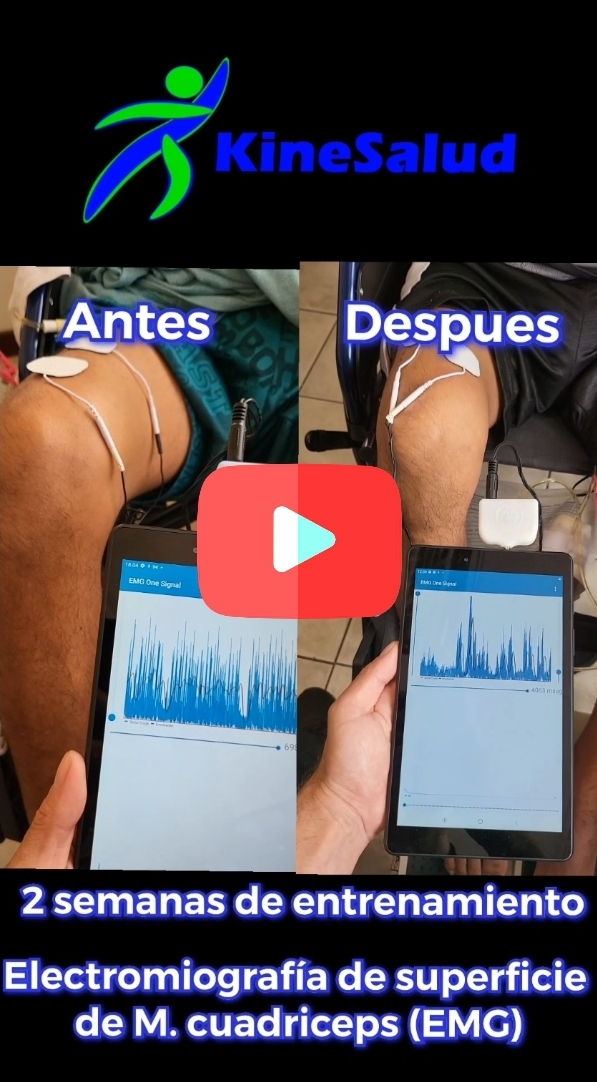 KineSalud
Antes
Despues
EMG One Signal
EMG One Signal
2 semanas de entrenamiento
Electromiografía de superficie
de M. cuadriceps (EMG)